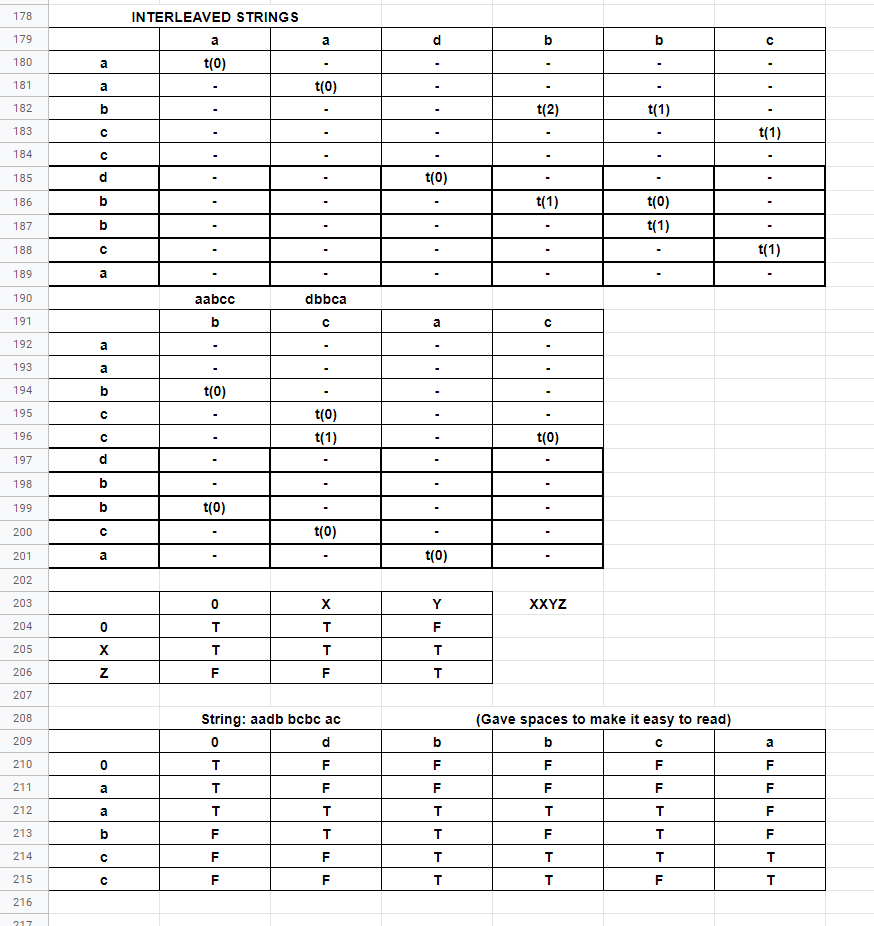 178 INTERLEAVED STRINGS
179 a a d b b c
180 a t(0) - - - - -
181 a - t(0) - - - -
182 b - - - t(2) t(1) -
183 c - - - - - t(1)
184 c - - - - - -
185 d - - t(0) - - -
186 b - - - t(1) t(0) -
187 b - - - - t(1) -
188 c - - - - - t(1)
189 a - - - - - -
190 aabcc dbbca
191 b c a c
192 a - - - -
193 a - - - -
194 b t(0) - - -
195 c - t(0) - -
196 c - t(1) - t(0)
197 d - - - -
198 b - - - -
199 b t(0) - - -
200 c - t(0) - -
201 a - - t(0) -
202
203 0 X Y XXYZ
204 0 T T F
205 X T T T
206 Z F F T
207
208 String: aadb bcbc ac (Gave spaces to make it easy to read)
209 0 d b b c a
210 0 T F F F F F
211 a T F F F F F
212 a T T T T T F
213 b F T T F T F
214 c F F T T T T
215 c F F T T F T
216
217